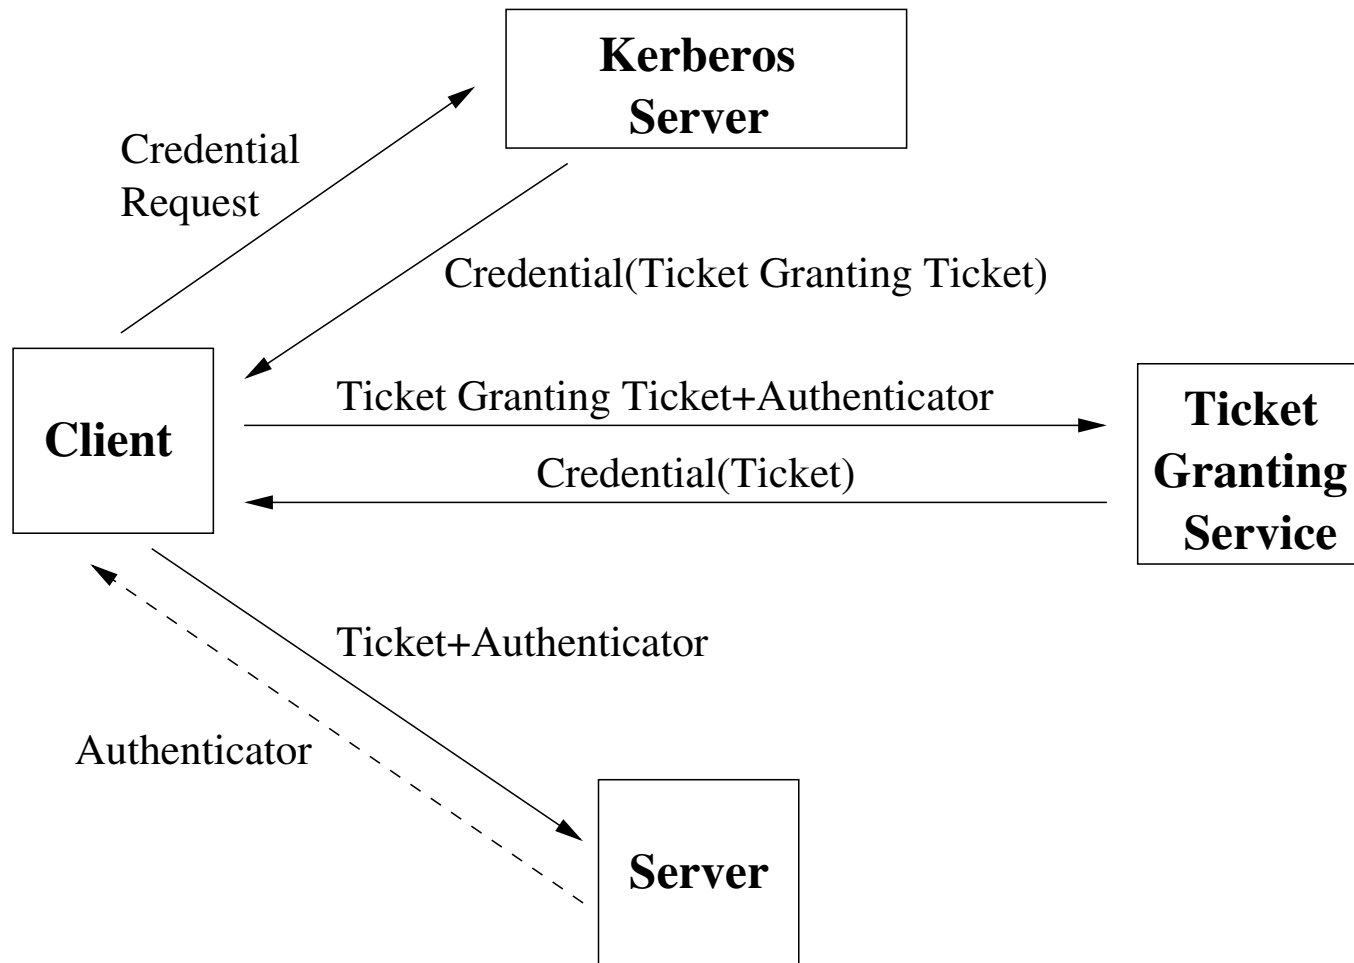 Kerberos
Server
Credential
Request
Credential(Ticket Granting Ticket)
Client
Ticket Granting Ticket+Authenticator
Credential(Ticket)
Ticket
Granting
Service
Ticket+Authenticator
Authenticator
Server